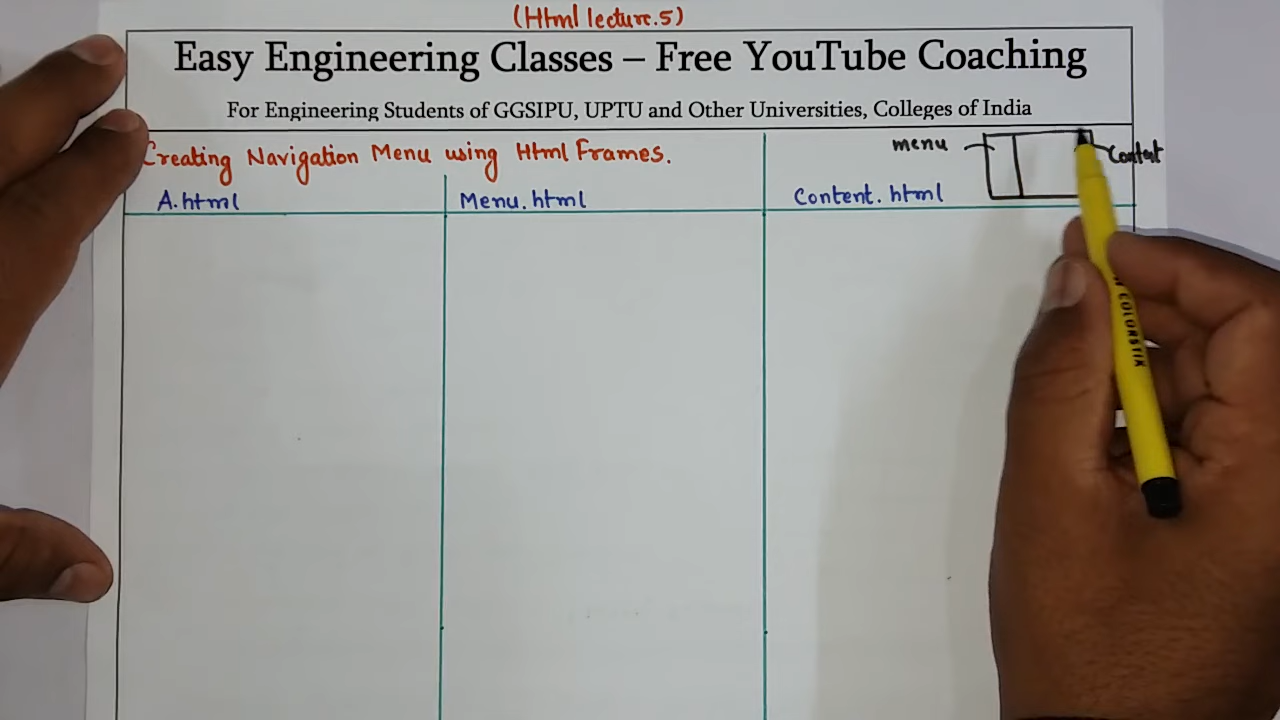 (Html lecture.5)
Easy Engineering Classes – Free YouTube Coaching
For Engineering Students of GGSIPU, UPTU and Other Universities, Colleges of India
Creating Navigation Menu using Html Frames.
menu
Content
A.html
Menu.html
Content.html
COLORSTIX